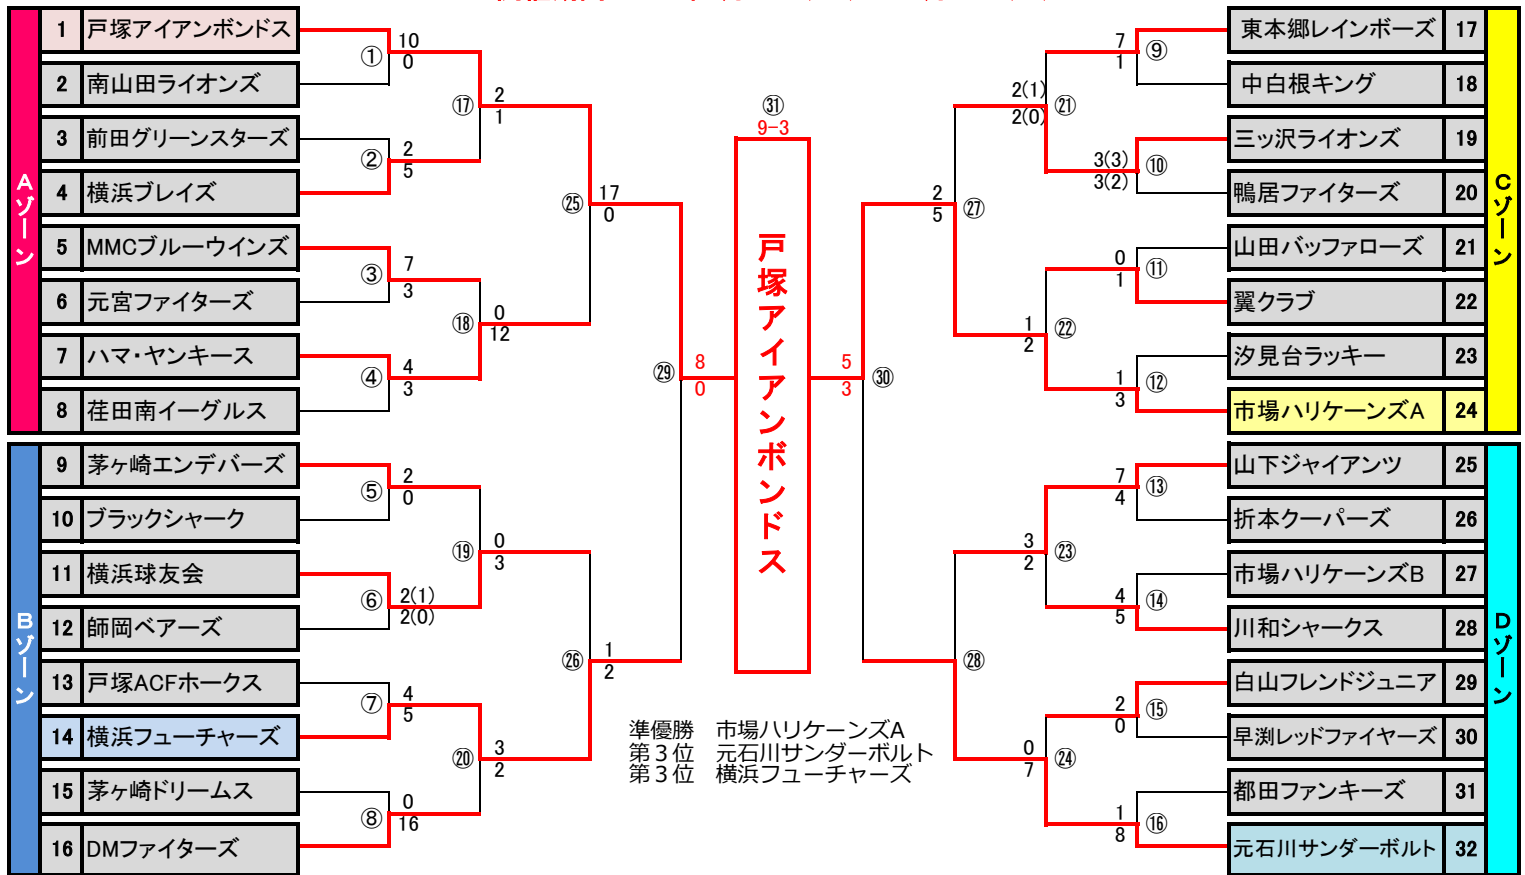 Aゾーン
1 戸塚アイアンボンドス
2 南山田ライオンズ
3 前田グリーンスターズ
4 横浜ブレイズ
5 MMCブルーウインズ
6 元宮ファイターズ
7 ハマ・ヤンキース
8 荏田南イーグルス
Bゾーン
9 茅ヶ崎エンデバーズ
10 ブラックシャーク
11 横浜球友会
12 師岡ベアーズ
13 戸塚ACFホークス
14 横浜フューチャーズ
15 茅ヶ崎ドリームス
16 DMファイターズ
① 10
0
② 2
5
③ 7
3
④ 4
3
⑤ 2
0
⑥ 2(1)
2(0)
⑦ 4
5
⑧ 0
16
⑰ 2
1
⑱ 0
12
⑲ 0
3
⑳ 3
2
㉕ 17
0
㉖ 1
2
㉙ 8
0
㉛
9-3
戸塚アイアンボンドス
準優勝 市場ハリケーンズA
第３位 元石川サンダーボルト
第３位 横浜フューチャーズ
5 ㉚
3
2 ㉗
5
㉘
2(1) ㉑
2(0)
1 ㉒
2
3 ㉓
2
0 ㉔
7
7 ⑨
1
3(3) ⑩
3(2)
0 ⑪
1
1 ⑫
3
7 ⑬
4
4 ⑭
5
2 ⑮
0
1 ⑯
8
Cゾーン
東本郷レインボーズ 17
中白根キング 18
三ッ沢ライオンズ 19
鴨居ファイターズ 20
山田バッファローズ 21
翼クラブ 22
汐見台ラッキー 23
市場ハリケーンズA 24
Dゾーン
山下ジャイアンツ 25
折本クーパーズ 26
市場ハリケーンズB 27
川和シャークス 28
白山フレンドジュニア 29
早渕レッドファイヤーズ 30
都田ファンキーズ 31
元石川サンダーボルト 32